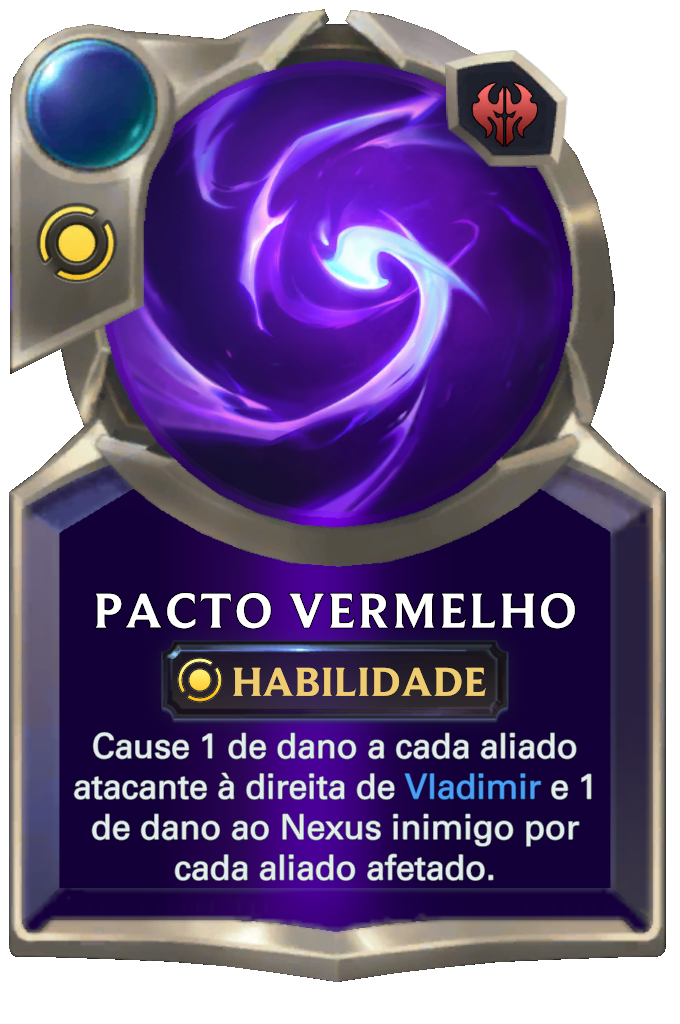 PACTO VERMELHO
HABILIDADE
Cause 1 de dano a cada aliado
atacante à direita de Vladimir e 1
de dano ao Nexus inimigo por
cada aliado afetado.